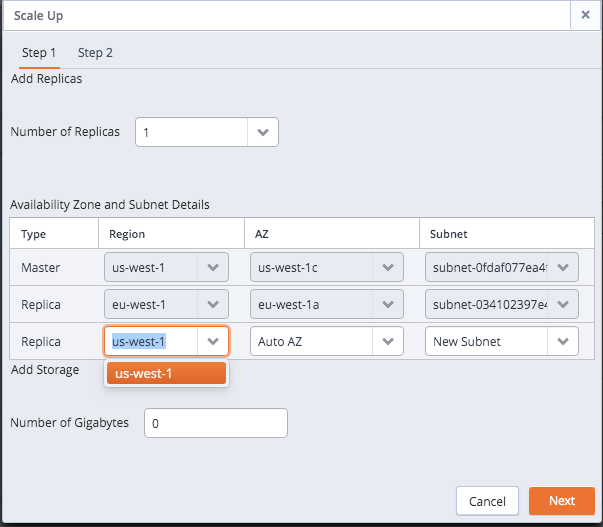 Scale Up
Step 1 Step 2
Add Replicas
Number of Replicas 1
Availability Zone and Subnet Details
Type Region AZ Subnet
Master us-west-1 us-west-1c subnet-0fdaf077ea4
Replica eu-west-1 eu-west-1a subnet-034102397e4
Replica us-west-1 Auto AZ New Subnet
Add Storage us-west-1
Number of Gigabytes 0
Cancel Next